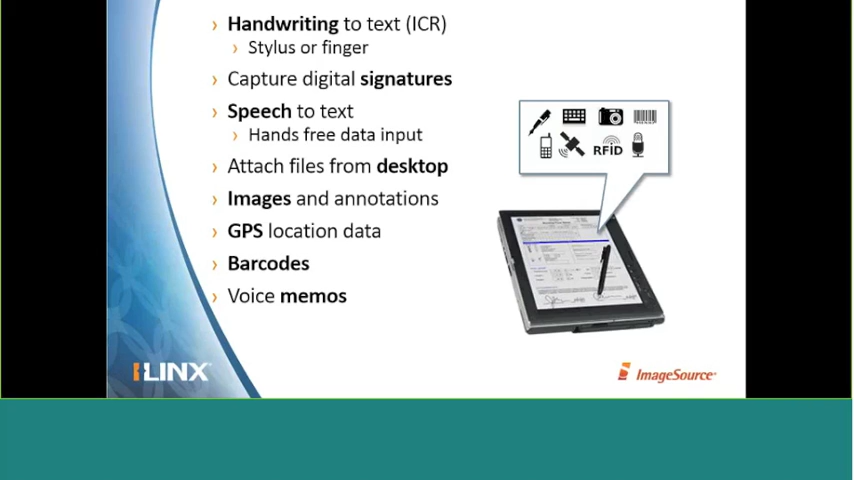 Handwriting to text (ICR)
Stylus or finger
Capture digital signatures
Speech to text
Hands free data input
Attach files from desktop
Images and annotations
GPS location data
Barcodes
Voice memos
RFID
ILINX
ImageSource